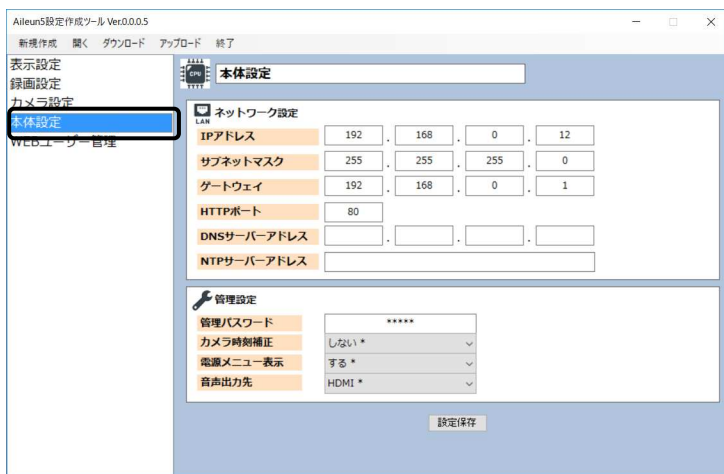 Aileun5設定作成ツール Ver.0.0.0.5
新規作成 開く ダウンロード アップロード 終了
表示設定
録画設定
カメラ設定
本体設定
WEBユーザー管理
CPU 本体設定
LAN ネットワーク設定
IPアドレス 192 . 168 . 0 . 12
サブネットマスク 255 . 255 . 255 . 0
ゲートウェイ 192 . 168 . 0 . 1
HTTPポート 80
DNSサーバーアドレス . . .
NTPサーバーアドレス
管理設定
管理パスワード *****
カメラ時刻補正 しない *
電源メニュー表示 する *
音声出力先 HDMI *
設定保存